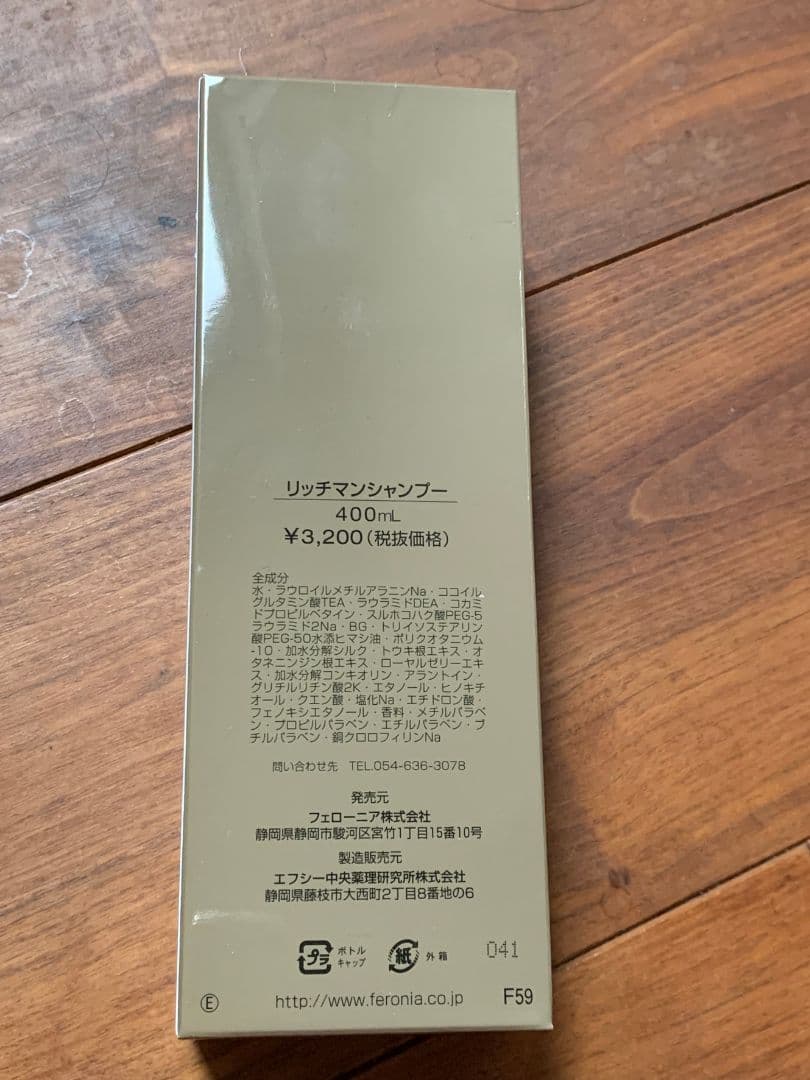 リッチマンシャンプー
400mL
¥3,200(税抜価格)
全成分
水・ラウロイルメチルアラニンNa・ココイル
グルタミン酸TEA・ラウラミドDEA・コカミ
ドプロピルベタイン・スルホコハク酸PEG-5
ラウラミド2Na・BG・トリイソステアリン
酸PEG-50水添ヒマシ油・ポリクオタニウム
-10・加水分解シルク・トウキ根エキス・オ
タネニンジン根エキス・ローヤルゼリーエキ
ス・加水分解コンキオリン・アラントイン・
グリチルリチン酸2K・エタノール・ヒノキチ
オール・クエン酸・塩化Na・エチドロン酸・
フェノキシエタノール・香料・メチルパラベ
ン・プロピルパラベン・エチルパラベン・ブ
チルパラベン・銅クロロフィリンNa
問い合わせ先 TEL.054-636-3078
発売元
フェローニア株式会社
静岡県静岡市駿河区宮竹1丁目15番10号
製造販売元
エフシー中央薬理研究所株式会社
静岡県藤枝市大西町2丁目8番地の6
プラ ボトル
キャップ
紙 外箱
041
Ⓔ http://www.feronia.co.jp F59